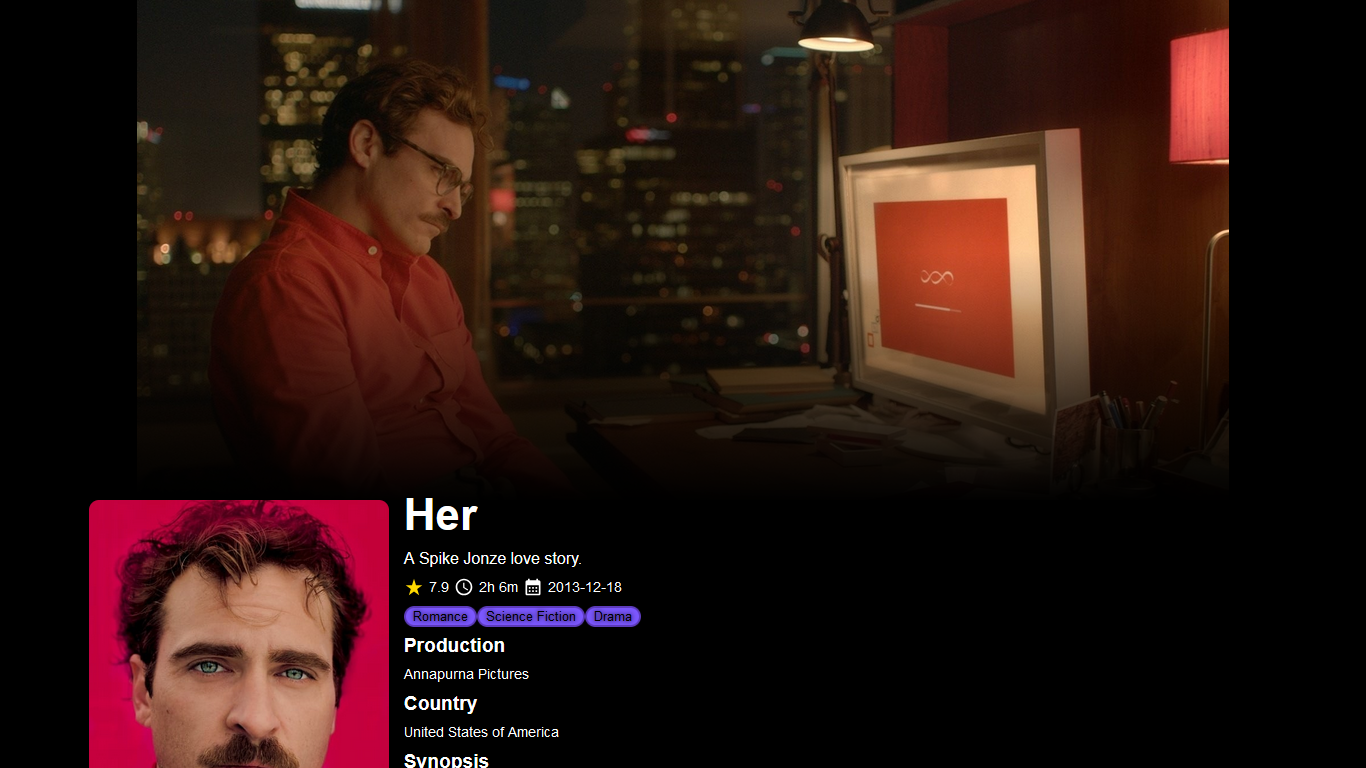 Her
A Spike Jonze love story.
7.9 2h 6m 2013-12-18
Romance Science Fiction Drama
Production
Annapurna Pictures
Country
United States of America
Synopsis